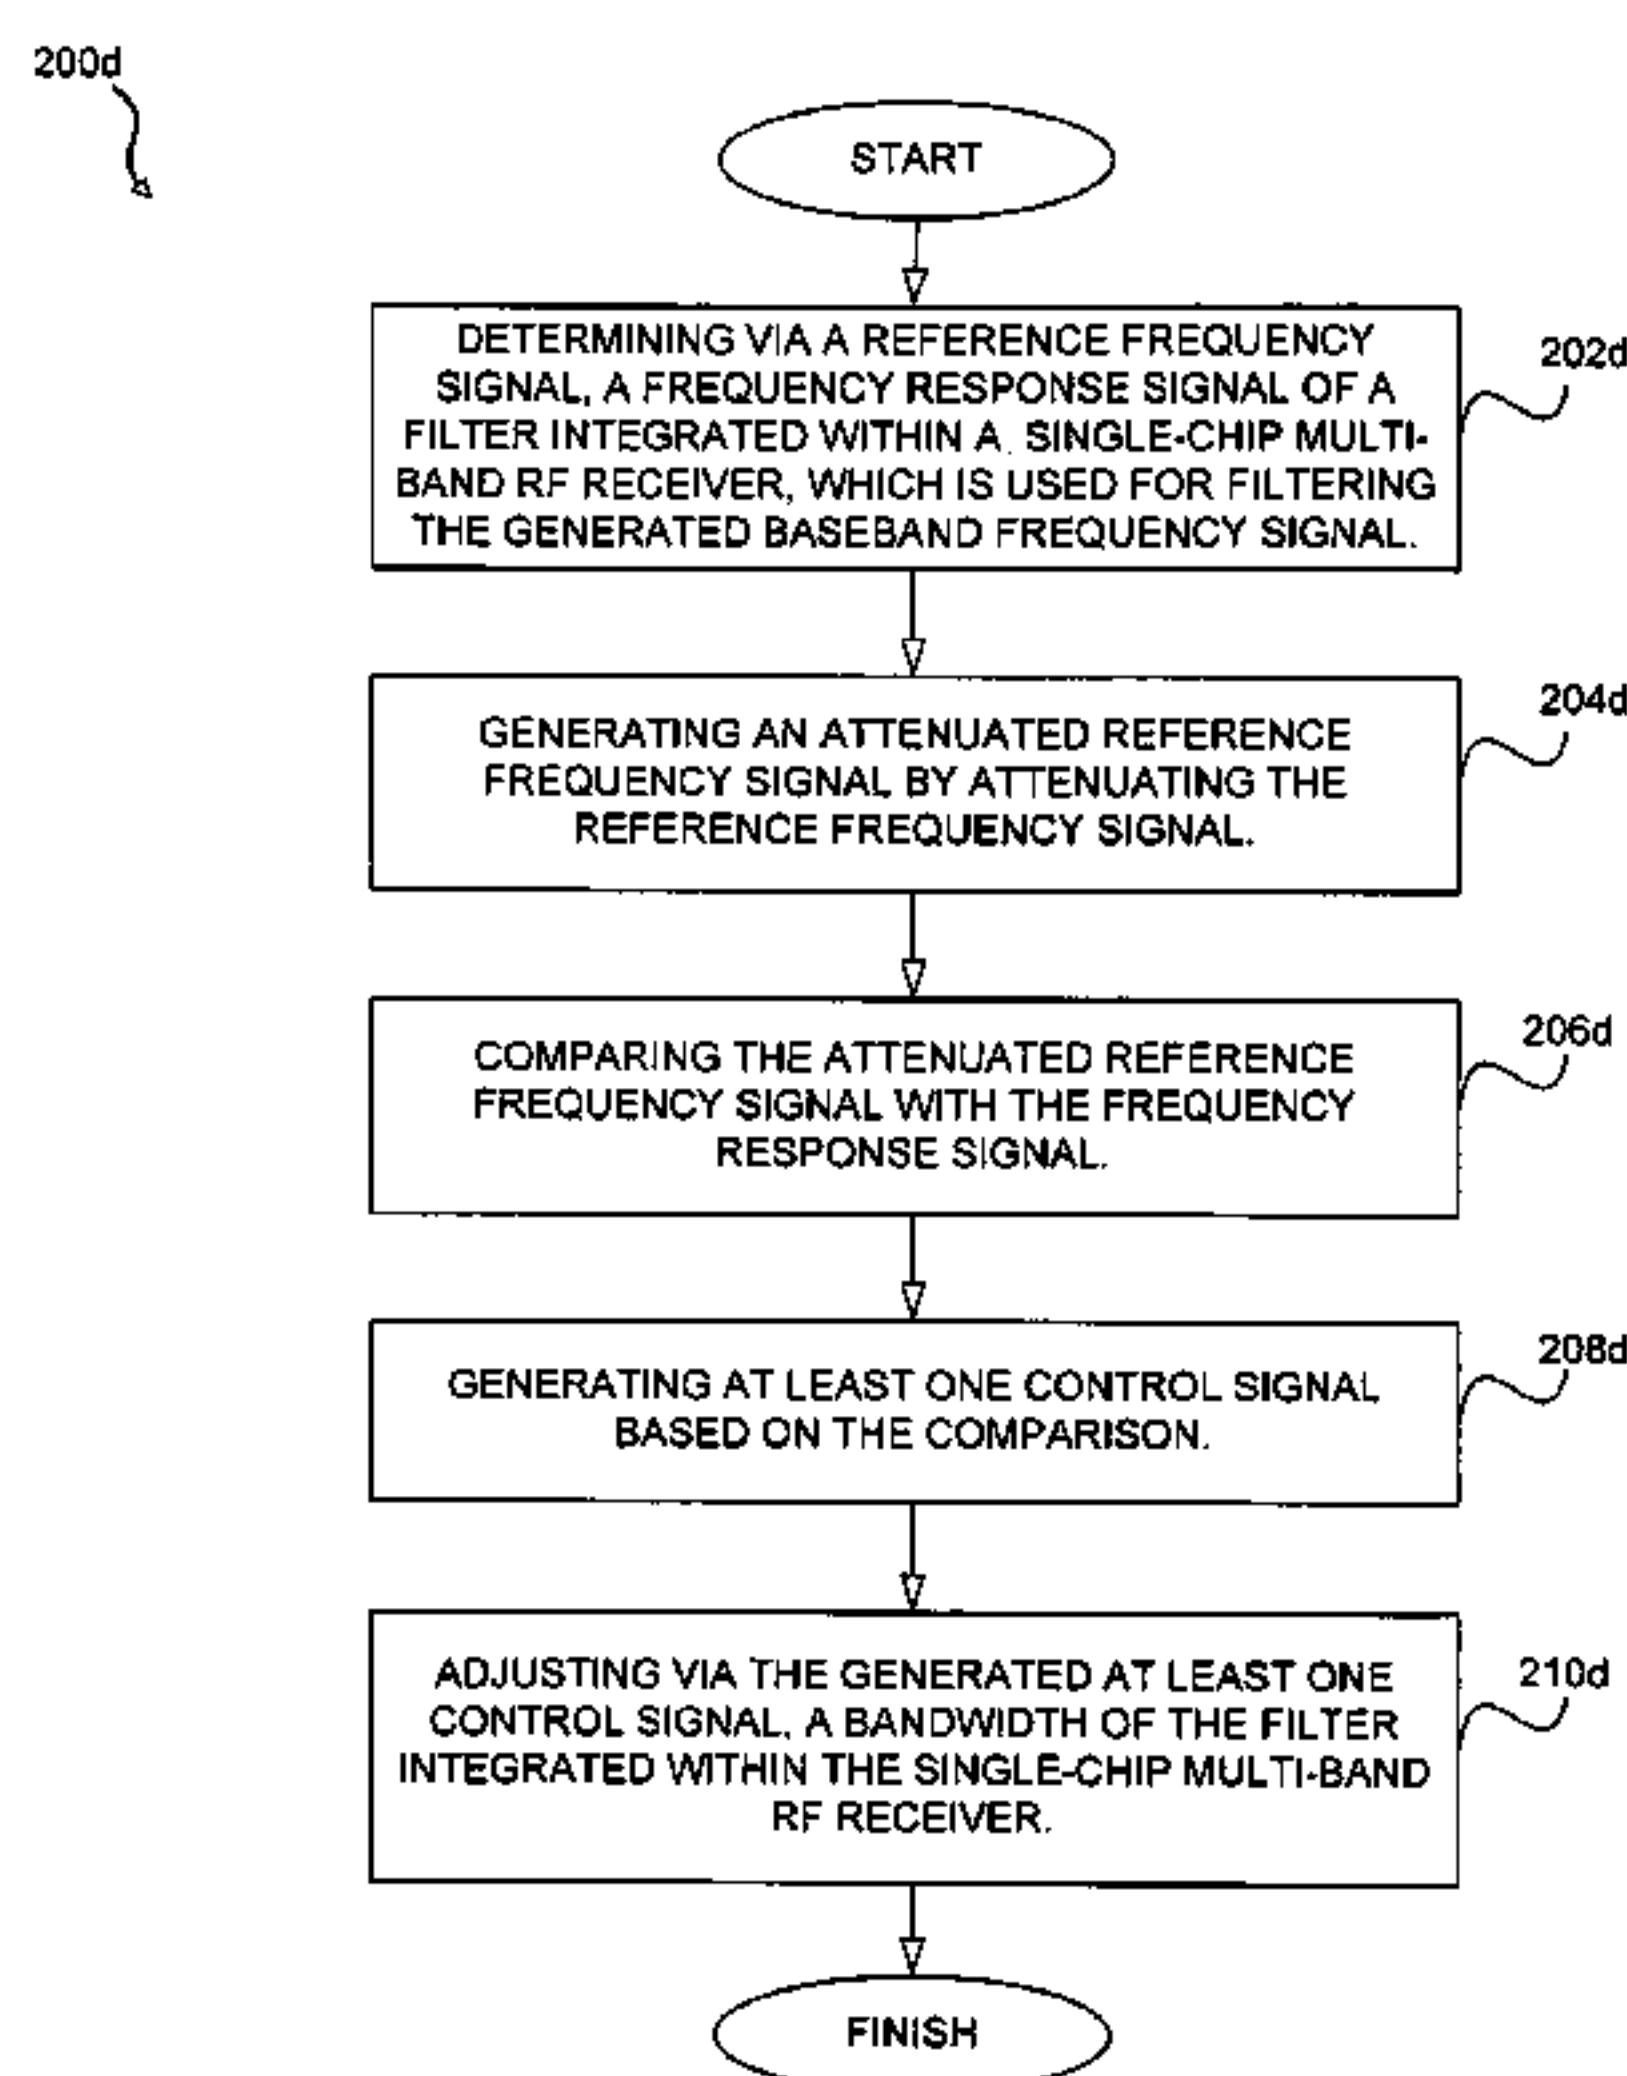 200d
START
DETERMINING VIA A REFERENCE FREQUENCY
SIGNAL, A FREQUENCY RESPONSE SIGNAL OF A
FILTER INTEGRATED WITHIN A SINGLE-CHIP MULTI-
BAND RF RECEIVER, WHICH IS USED FOR FILTERING
THE GENERATED BASEBAND FREQUENCY SIGNAL.
202d
GENERATING AN ATTENUATED REFERENCE
FREQUENCY SIGNAL BY ATTENUATING THE
REFERENCE FREQUENCY SIGNAL.
204d
COMPARING THE ATTENUATED REFERENCE
FREQUENCY SIGNAL WITH THE FREQUENCY
RESPONSE SIGNAL.
206d
GENERATING AT LEAST ONE CONTROL SIGNAL
BASED ON THE COMPARISON.
208d
ADJUSTING VIA THE GENERATED AT LEAST ONE
CONTROL SIGNAL, A BANDWIDTH OF THE FILTER
INTEGRATED WITHIN THE SINGLE-CHIP MULTI-BAND
RF RECEIVER.
210d
FINISH